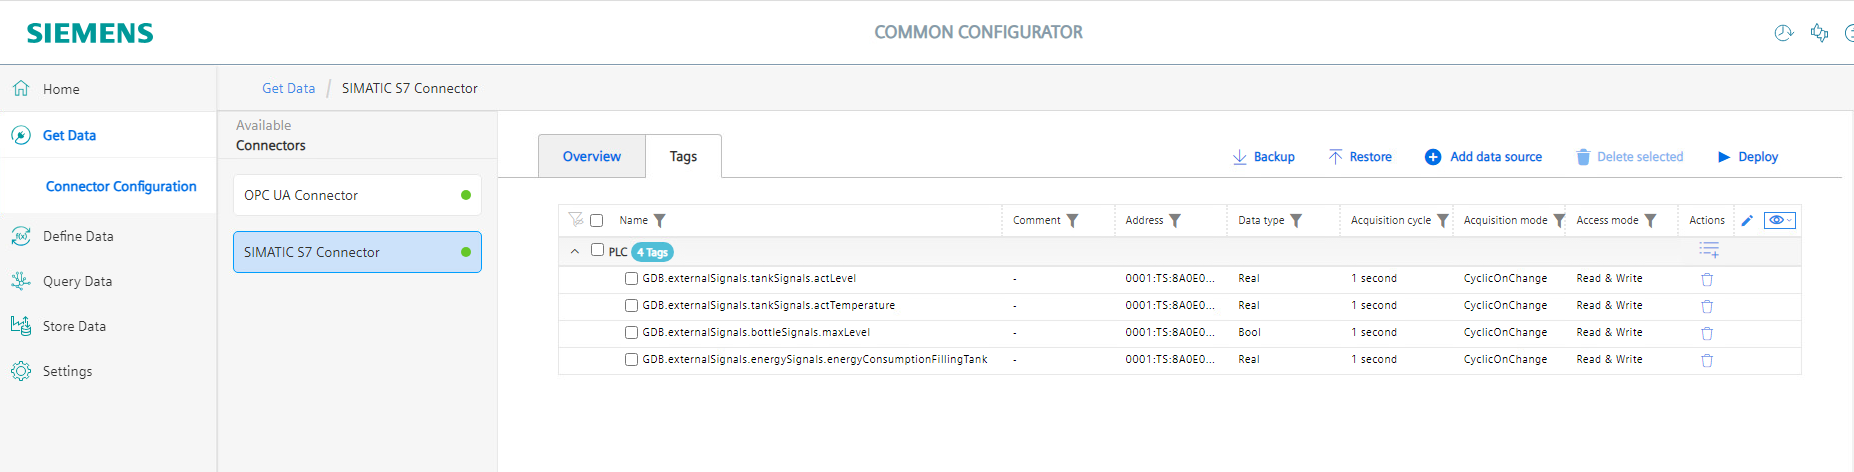 SIEMENS
COMMON CONFIGURATOR
Home
Get Data
Connector Configuration
Define Data
Query Data
Store Data
Settings
Get Data / SIMATIC S7 Connector
Available
Connectors
OPC UA Connector
SIMATIC S7 Connector
Overview Tags Backup Restore Add data source Delete selected Deploy
Name Comment Address Data type Acquisition cycle Acquisition mode Access mode Actions
PLC 4 Tags
GDB.externalSignals.tankSignals.actLevel - 0001:TS:8A0E0... Real 1 second CyclicOnChange Read & Write
GDB.externalSignals.tankSignals.actTemperature - 0001:TS:8A0E0... Real 1 second CyclicOnChange Read & Write
GDB.externalSignals.bottleSignals.maxLevel - 0001:TS:8A0E0... Bool 1 second CyclicOnChange Read & Write
GDB.externalSignals.energySignals.energyConsumptionFillingTank - 0001:TS:8A0E0... Real 1 second CyclicOnChange Read & Write